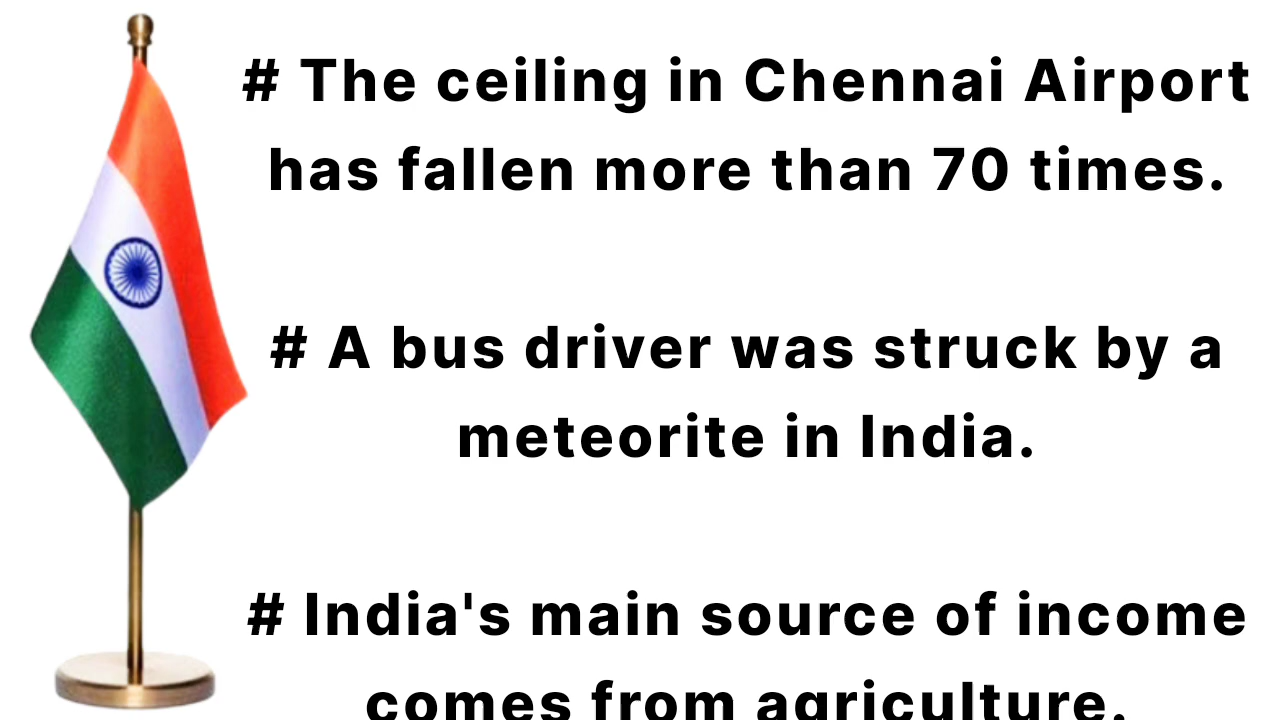 # The ceiling in Chennai Airport
has fallen more than 70 times.
# A bus driver was struck by a
meteorite in India.
# India's main source of income
comes from agriculture.